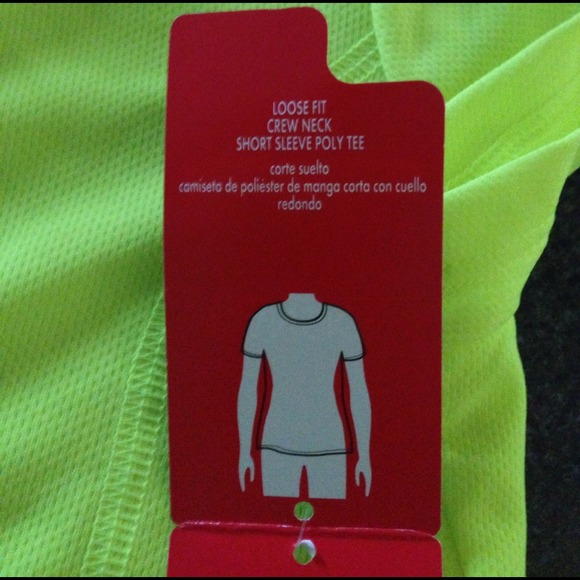 LOOSE FIT
CREW NECK
SHORT SLEEVE POLY TEE
corte suelto
camiseta de poliéster de manga corta con cuello
redondo